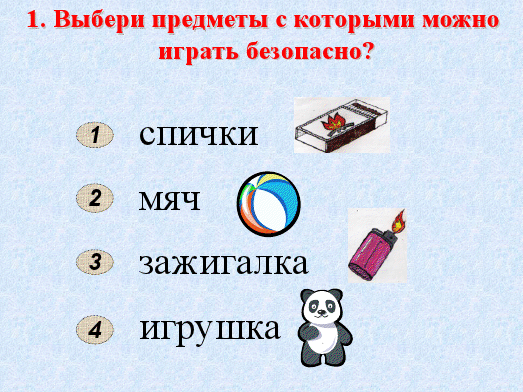 1. Выбери предметы с которыми можно
играть безопасно?
1 спички
2 мяч
3 зажигалка
4 игрушка